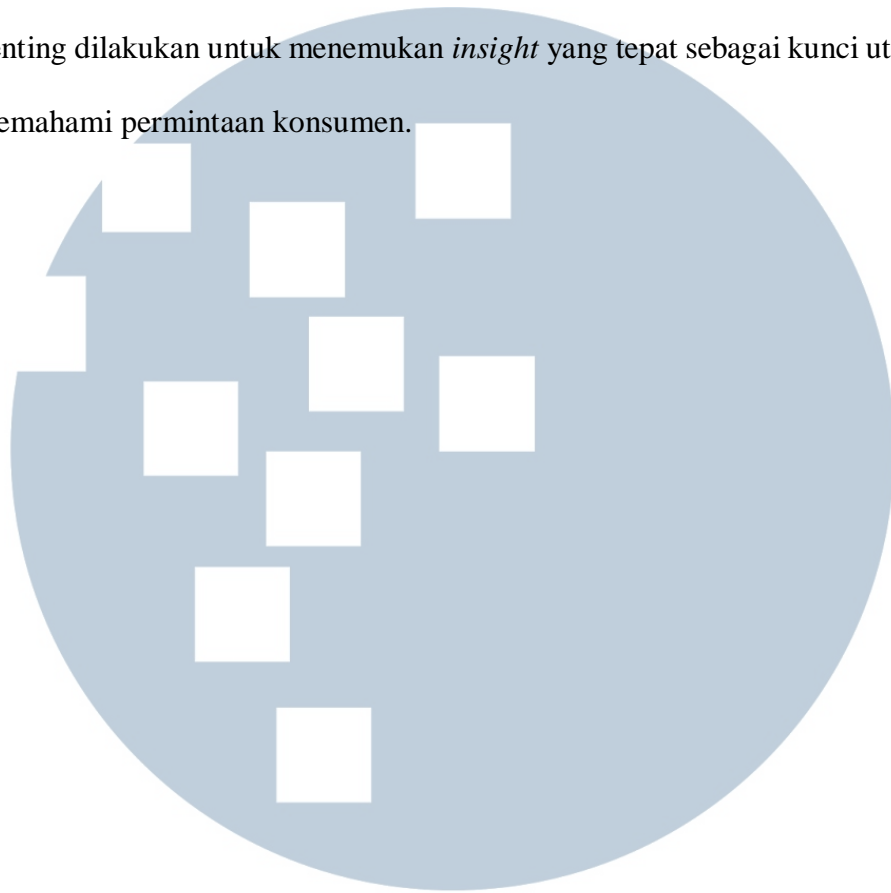 enting dilakukan untuk menemukan insight yang tepat sebagai kunci ut
emahami permintaan konsumen.